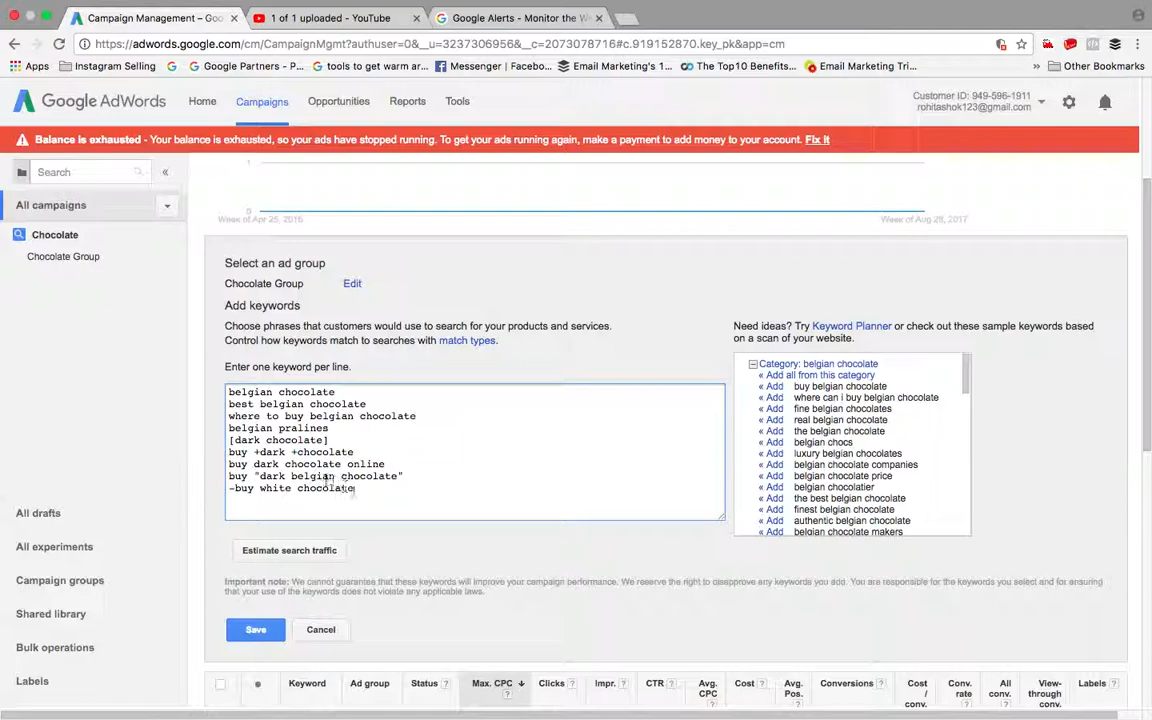 Campaign Management – Goo
1 of 1 uploaded - YouTube
Google Alerts - Monitor the W
https://adwords.google.com/cm/CampaignMgmt?authuser=0&__u=3237306956&__c=2073078716#c.919152870.key_pk&app=cm
Apps
Instagram Selling
Google Partners - P...
tools to get warm ar...
Messenger | Facebo...
Email Marketing's 1...
The Top10 Benefits...
Email Marketing Tri...
»
Other Bookmarks
Google AdWords
Home
Campaigns
Opportunities
Reports
Tools
Customer ID: 949-596-1911
rohitashok123@gmail.com
Balance is exhausted - Your balance is exhausted, so your ads have stopped running. To get your ads running again, make a payment to add money to your account. Fix it
Search
«
All campaigns
Chocolate
Chocolate Group
All drafts
All experiments
Campaign groups
Shared library
Bulk operations
Labels
1
0
Week of Apr 25, 2015
Week of Aug 28, 2017
Select an ad group
Chocolate Group Edit
Add keywords
Choose phrases that customers would use to search for your products and services.
Control how keywords match to searches with match types.
Enter one keyword per line.
belgian chocolate
best belgian chocolate
where to buy belgian chocolate
belgian pralines
[dark chocolate]
buy +dark +chocolate
buy dark chocolate online
buy "dark belgian chocolate"
-buy white chocolate
Need ideas? Try Keyword Planner or check out these sample keywords based
on a scan of your website.
Category: belgian chocolate
« Add all from this category
« Add buy belgian chocolate
« Add where can i buy belgian chocolate
« Add fine belgian chocolates
« Add real belgian chocolate
« Add the belgian chocolate
« Add belgian chocs
« Add luxury belgian chocolates
« Add belgian chocolate companies
« Add belgian chocolate price
« Add belgian chocolatier
« Add the best belgian chocolate
« Add finest belgian chocolate
« Add authentic belgian chocolate
« Add belgian chocolate makers
Estimate search traffic
Important note: We cannot guarantee that these keywords will improve your campaign performance. We reserve the right to disapprove any keywords you add. You are responsible for the keywords you select and for ensuring
that your use of the keywords does not violate any applicable laws.
Save
Cancel
Keyword
Ad group
Status ?
Max. CPC ↓ ?
Clicks ?
Impr. ?
CTR ?
Avg. CPC ?
Cost ?
Avg. Pos. ?
Conversions ?
Cost / conv.
Conv. rate ?
All conv.
View-through conv.
Labels ?